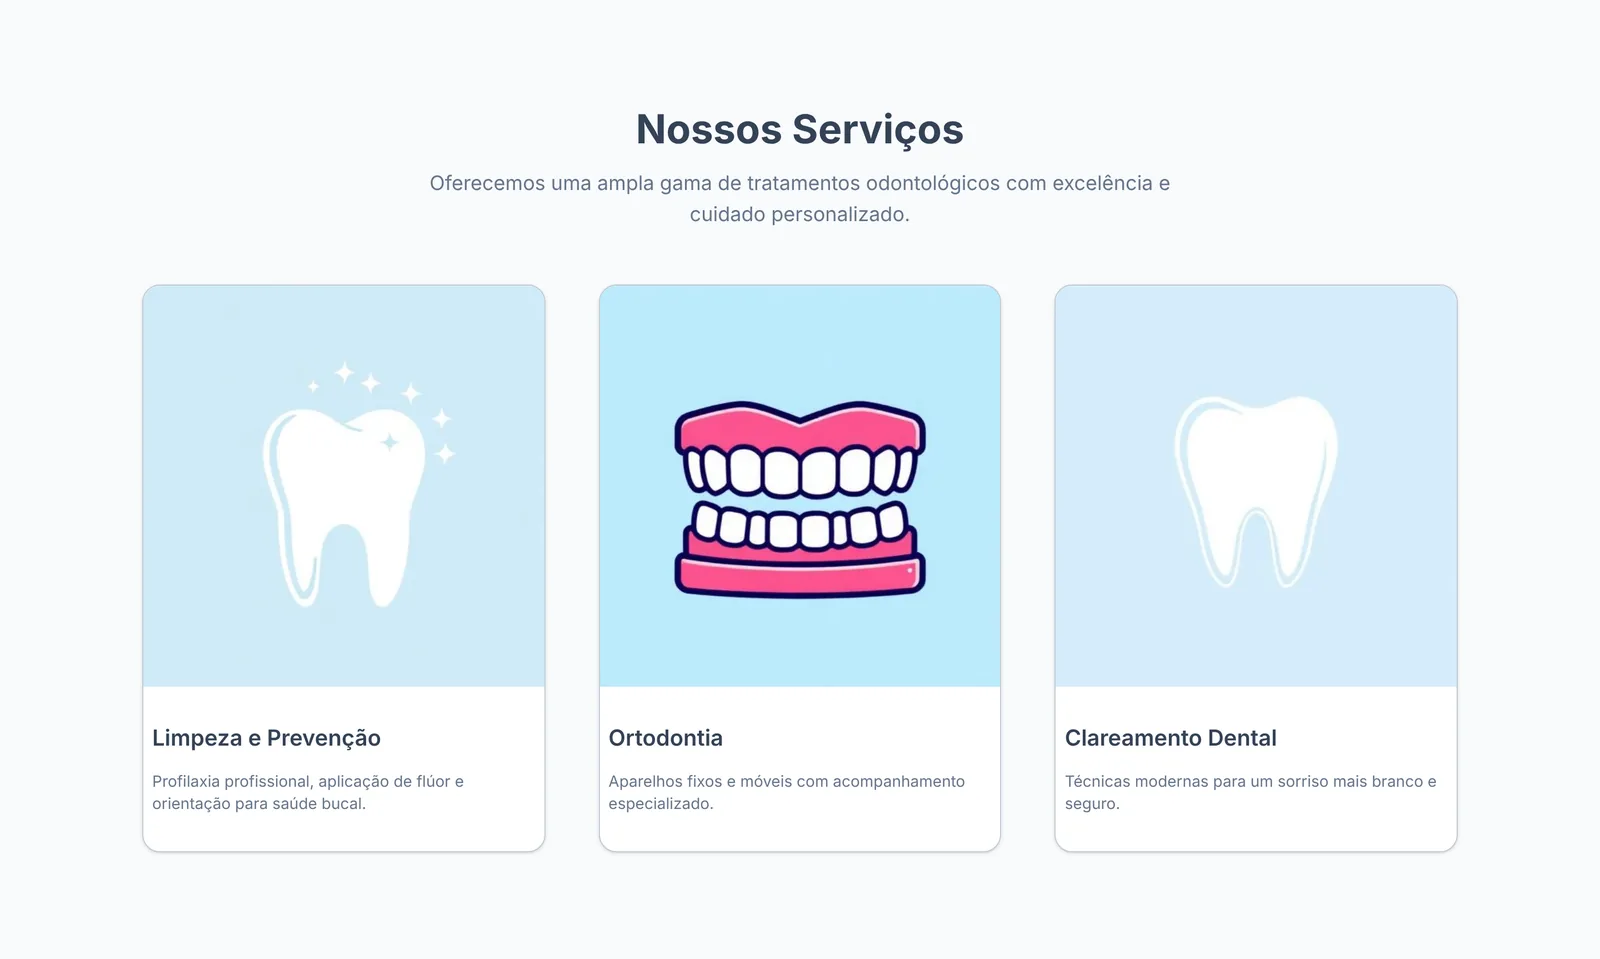 Nossos Serviços
Oferecemos uma ampla gama de tratamentos odontológicos com excelência e
cuidado personalizado.
Limpeza e Prevenção
Profilaxia profissional, aplicação de flúor e
orientação para saúde bucal.
Ortodontia
Aparelhos fixos e móveis com acompanhamento
especializado.
Clareamento Dental
Técnicas modernas para um sorriso mais branco e
seguro.